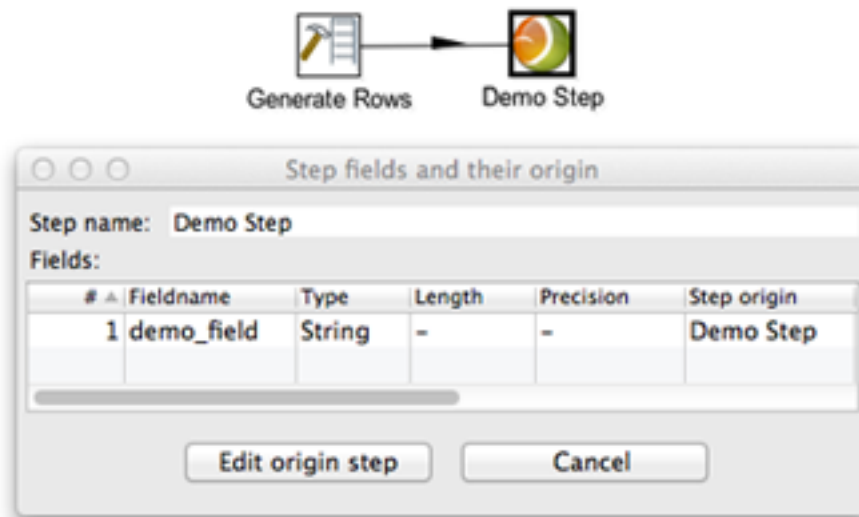 Generate Rows
Demo Step
Step fields and their origin
Step name: Demo Step
Fields:
# Fieldname Type Length Precision Step origin
1 demo_field String - - Demo Step
Edit origin step
Cancel